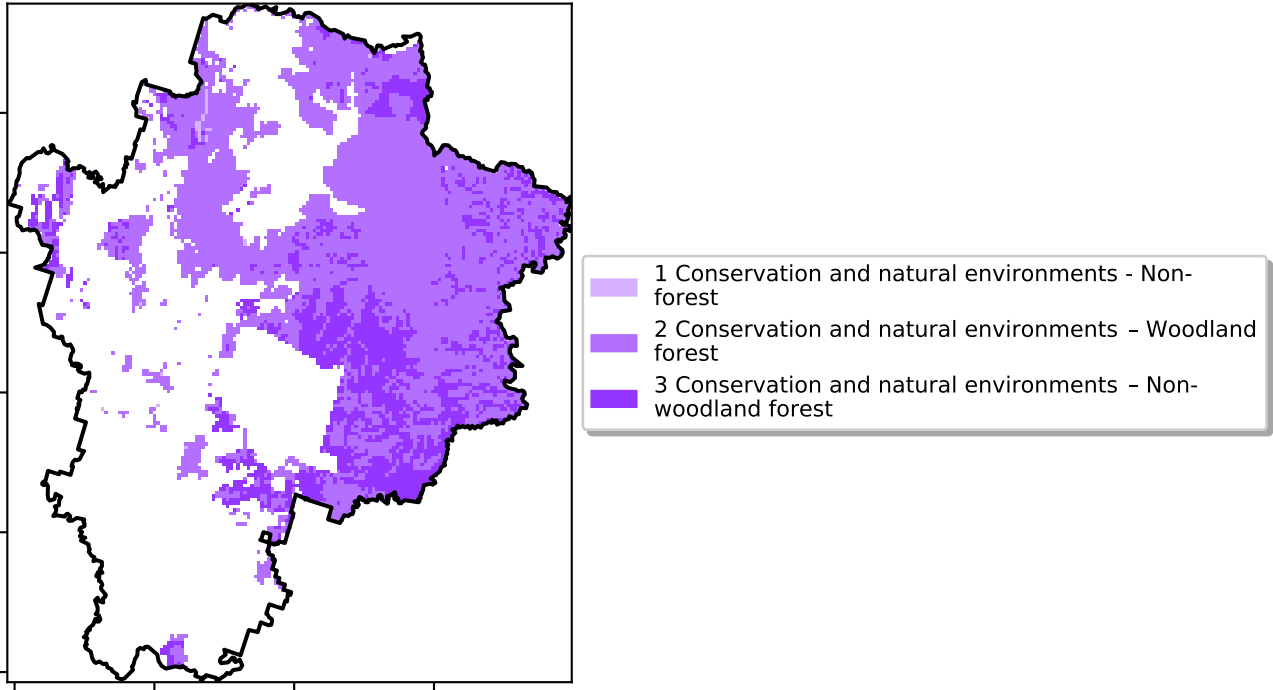 1 Conservation and natural environments - Non-
forest
2 Conservation and natural environments – Woodland
forest
3 Conservation and natural environments – Non-
woodland forest